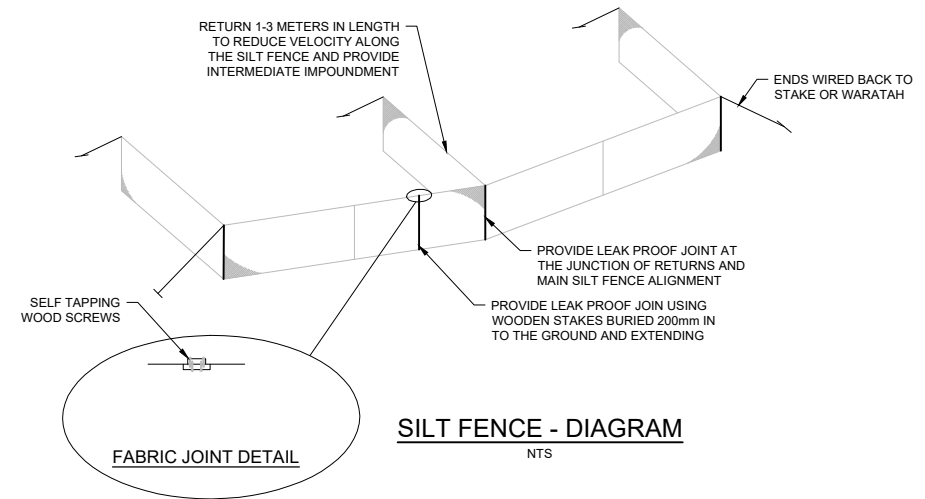 RETURN 1-3 METERS IN LENGTH
TO REDUCE VELOCITY ALONG
THE SILT FENCE AND PROVIDE
INTERMEDIATE IMPOUNDMENT
ENDS WIRED BACK TO
STAKE OR WARATAH
PROVIDE LEAK PROOF JOINT AT
THE JUNCTION OF RETURNS AND
MAIN SILT FENCE ALIGNMENT
PROVIDE LEAK PROOF JOIN USING
WOODEN STAKES BURIED 200mm IN
TO THE GROUND AND EXTENDING
SELF TAPPING
WOOD SCREWS
FABRIC JOINT DETAIL
SILT FENCE - DIAGRAM
NTS